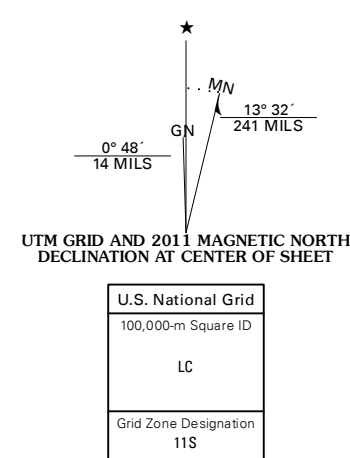 ★
MN
13° 32´
241 MILS
GN
0° 48´
14 MILS
UTM GRID AND 2011 MAGNETIC NORTH
DECLINATION AT CENTER OF SHEET
U.S. National Grid
100,000-m Square ID
LC
Grid Zone Designation
11S